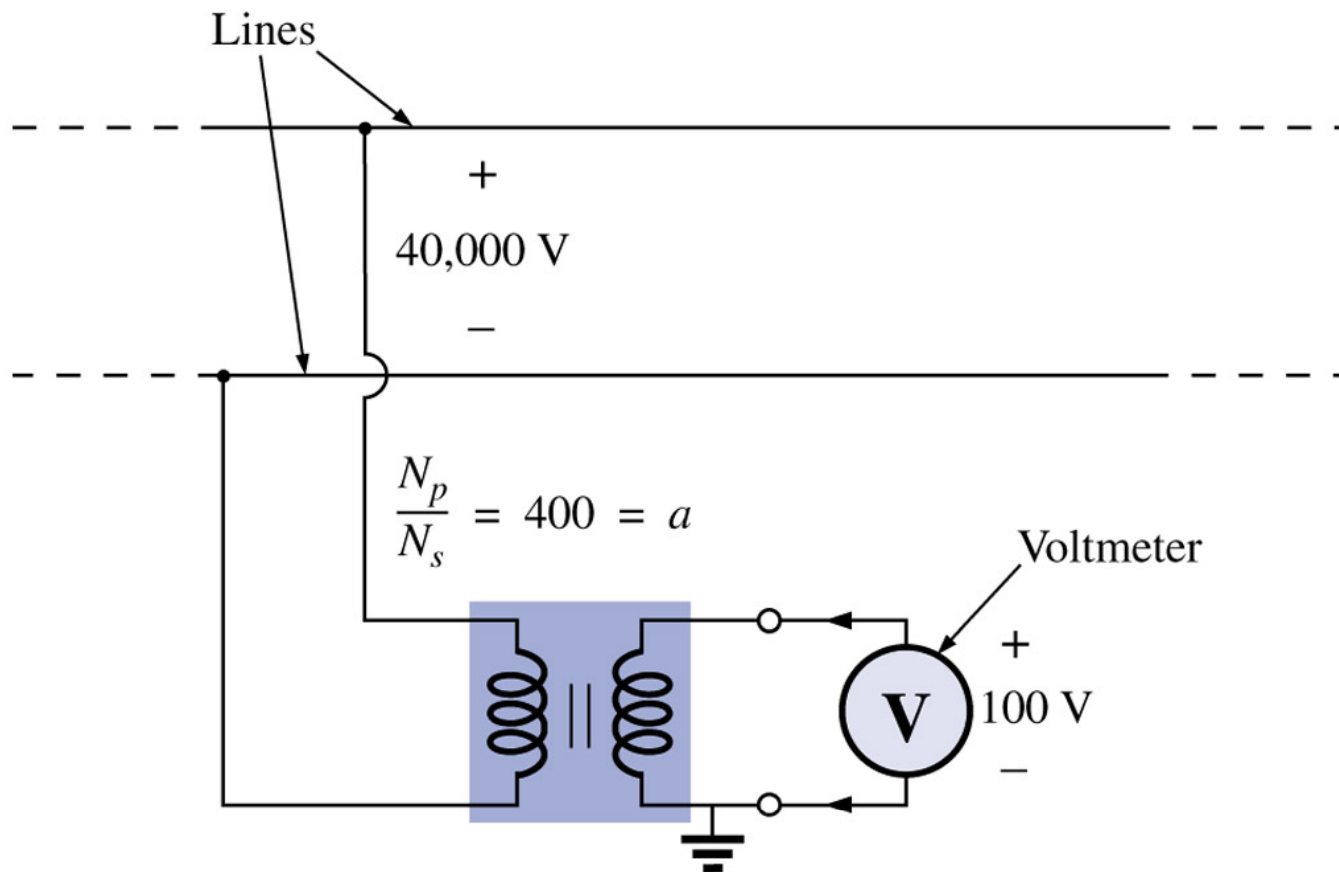 Lines
+
40,000 V
−
N_p
/
N_s = 400 = a
Voltmeter
+
V
100 V
−